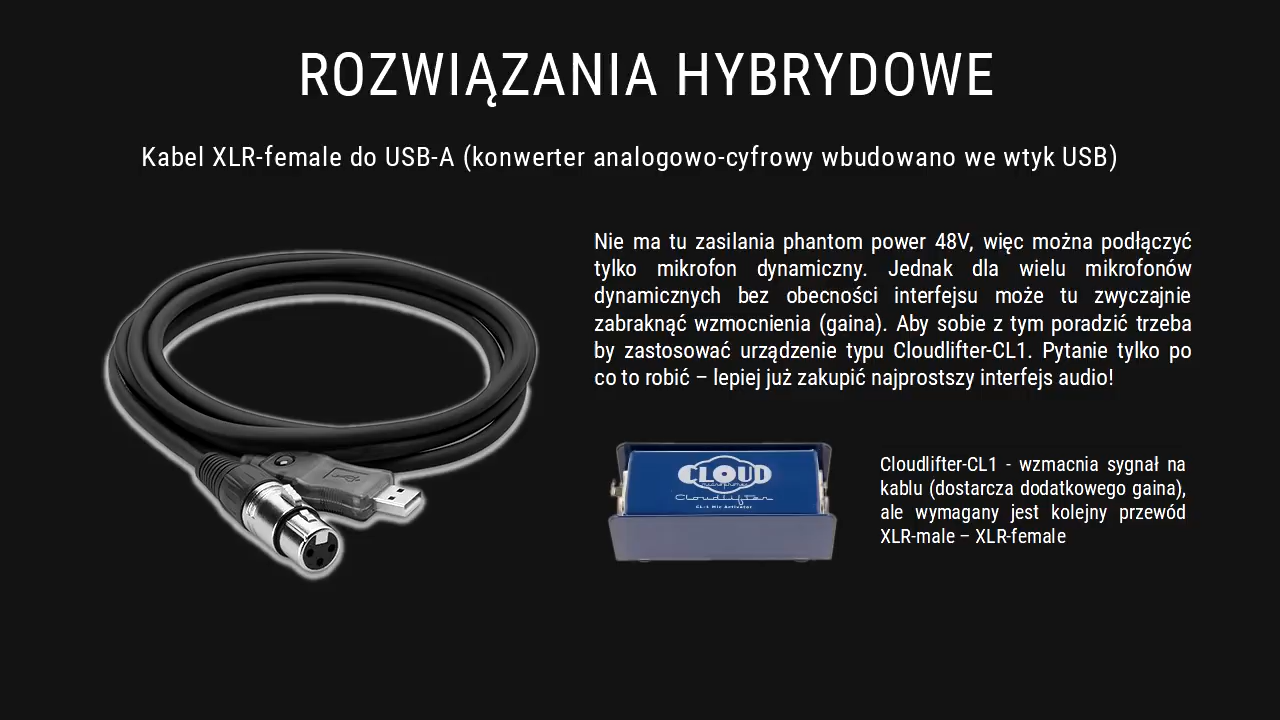 ROZWIĄZANIA HYBRYDOWE
Kabel XLR-female do USB-A (konwerter analogowo-cyfrowy wbudowano we wtyk USB)
Nie ma tu zasilania phantom power 48V, więc można podłączyć
tylko mikrofon dynamiczny. Jednak dla wielu mikrofonów
dynamicznych bez obecności interfejsu może tu zwyczajnie
zabraknąć wzmocnienia (gaina). Aby sobie z tym poradzić trzeba
by zastosować urządzenie typu Cloudlifter-CL1. Pytanie tylko po
co to robić – lepiej już zakupić najprostszy interfejs audio!
CLOUD
microphones
Cloudlifter
CL-1 Mic Activator
Cloudlifter-CL1 - wzmacnia sygnał na
kablu (dostarcza dodatkowego gaina),
ale wymagany jest kolejny przewód
XLR-male – XLR-female